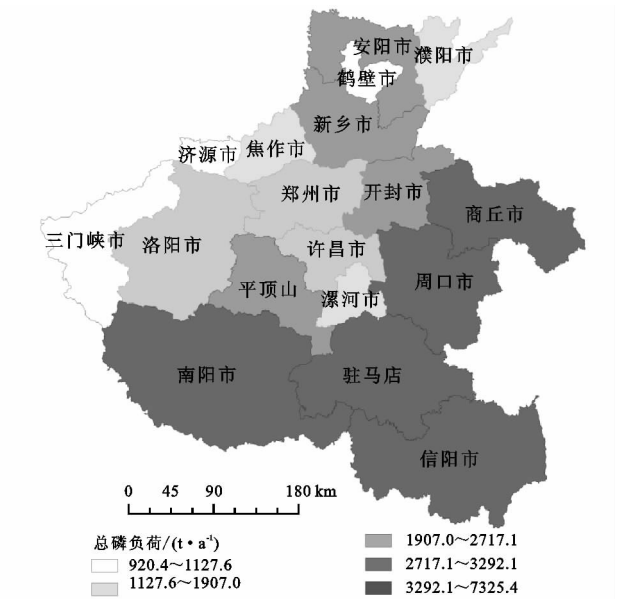 安阳市
濮阳市
鹤壁市
新乡市
济源市
焦作市
郑州市
开封市
商丘市
三门峡市
洛阳市
许昌市
平顶山
漯河市
周口市
南阳市
驻马店
信阳市
0 45 90 180 km
总磷负荷/(t·a⁻¹)
920.4～1127.6
1127.6～1907.0
1907.0～2717.1
2717.1～3292.1
3292.1～7325.4